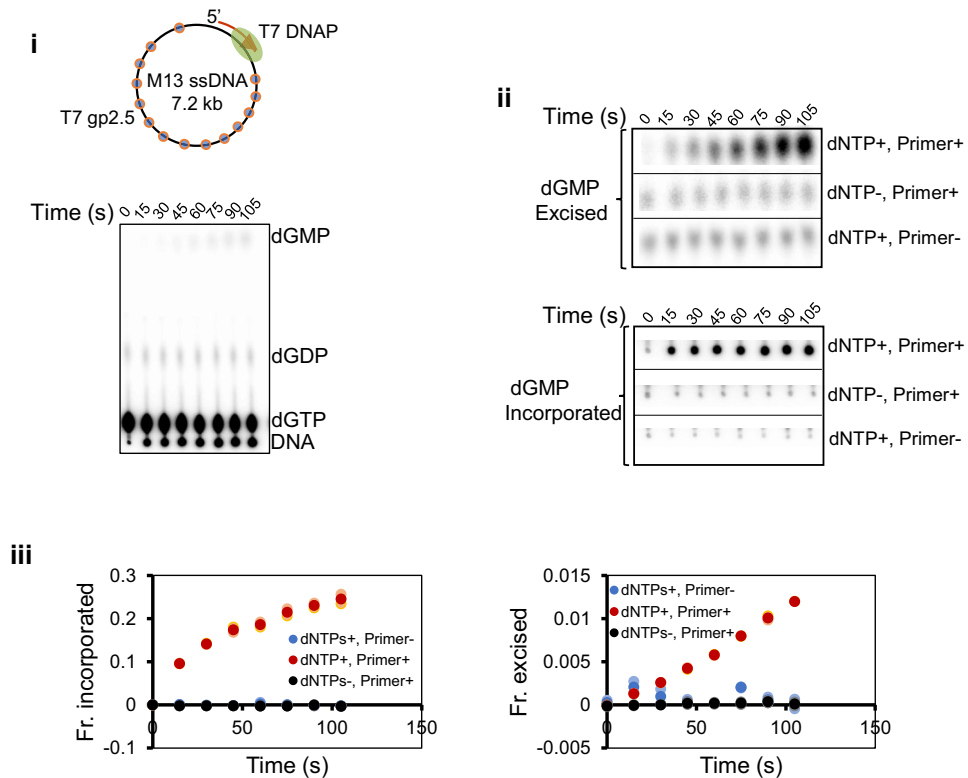 i
5’
T7 DNAP
M13 ssDNA
7.2 kb
T7 gp2.5
Time (s)
0 15 30 45 60 75 90 105
dGMP
dGDP
dGTP
DNA
ii
Time (s)
0 15 30 45 60 75 90 105
dGMP
Excised
dNTP+, Primer+
dNTP-, Primer+
dNTP+, Primer-
Time (s)
0 15 30 45 60 75 90 105
dGMP
Incorporated
dNTP+, Primer+
dNTP-, Primer+
dNTP+, Primer-
iii
Fr. incorporated
0.3
0.2
0.1
0
-0.1
dNTPs+, Primer-
dNTP+, Primer+
dNTPs-, Primer+
0 50 100 150
Time (s)
Fr. excised
0.015
0.01
0.005
0
-0.005
dNTPs+, Primer-
dNTP+, Primer+
dNTPs-, Primer+
0 50 100 150
Time (s)